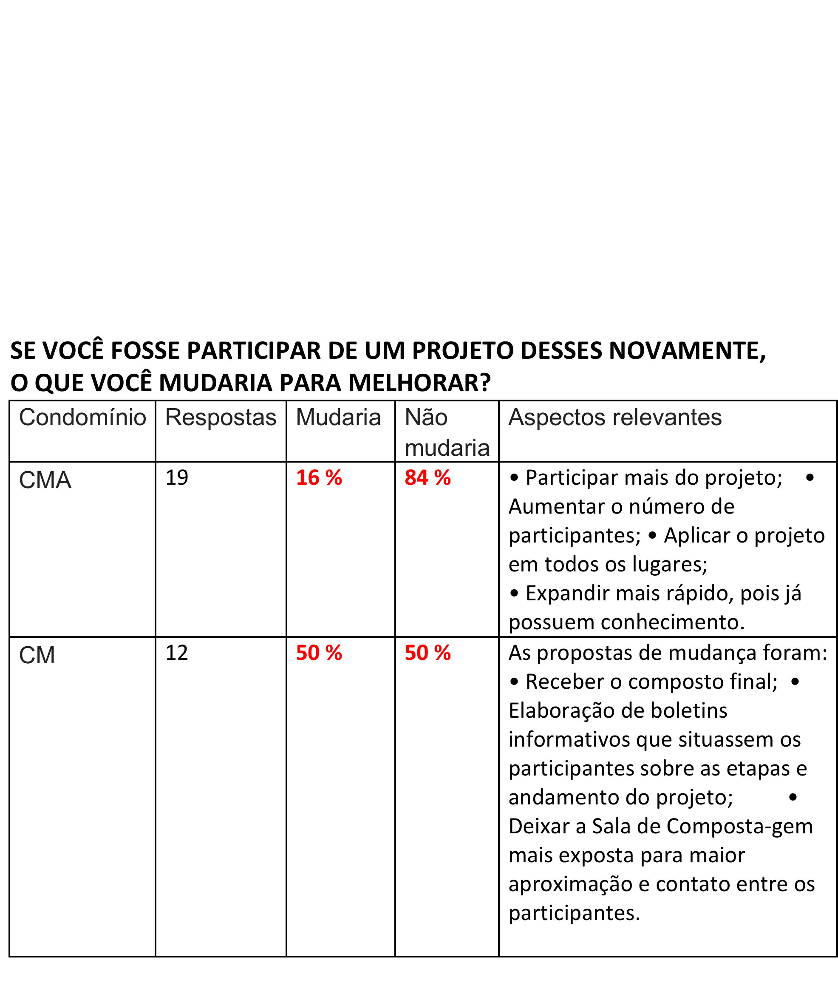 SE VOCÊ FOSSE PARTICIPAR DE UM PROJETO DESSES NOVAMENTE,
O QUE VOCÊ MUDARIA PARA MELHORAR?
Condomínio Respostas Mudaria Não mudaria Aspectos relevantes
CMA 19 16 % 84 % • Participar mais do projeto; •
Aumentar o número de
participantes; • Aplicar o projeto
em todos os lugares;
• Expandir mais rápido, pois já
possuem conhecimento.
CM 12 50 % 50 % As propostas de mudança foram:
• Receber o composto final; •
Elaboração de boletins
informativos que situassem os
participantes sobre as etapas e
andamento do projeto; •
Deixar a Sala de Composta-gem
mais exposta para maior
aproximação e contato entre os
participantes.